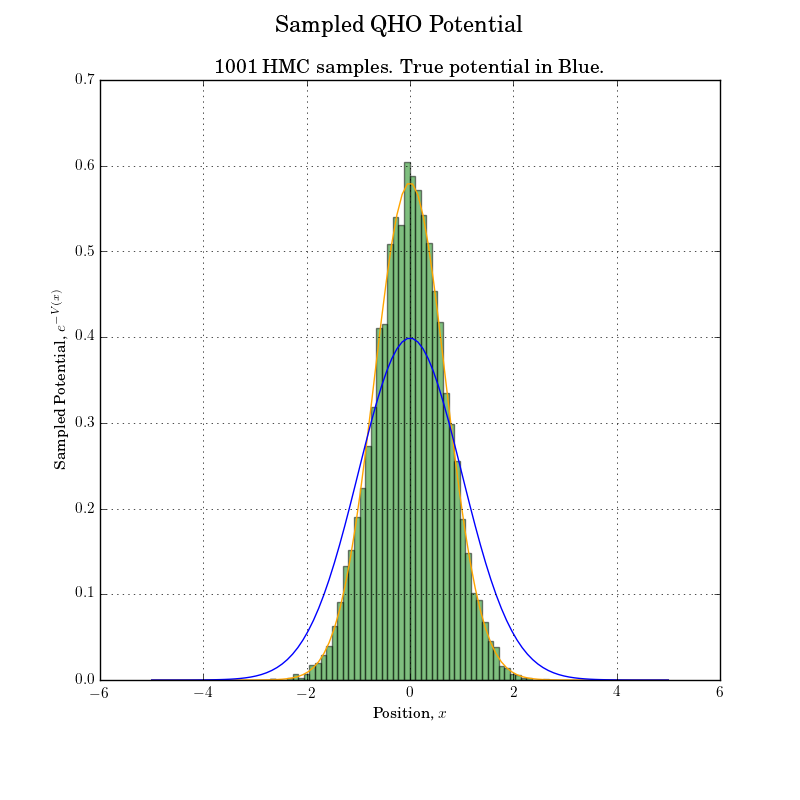 Sampled QHO Potential
1001 HMC samples. True potential in Blue.
0.7
0.6
0.5
0.4
0.3
0.2
0.1
0.0
Sampled Potential, $e^{-V(x)}$
−6 −4 −2 0 2 4 6
Position, $x$